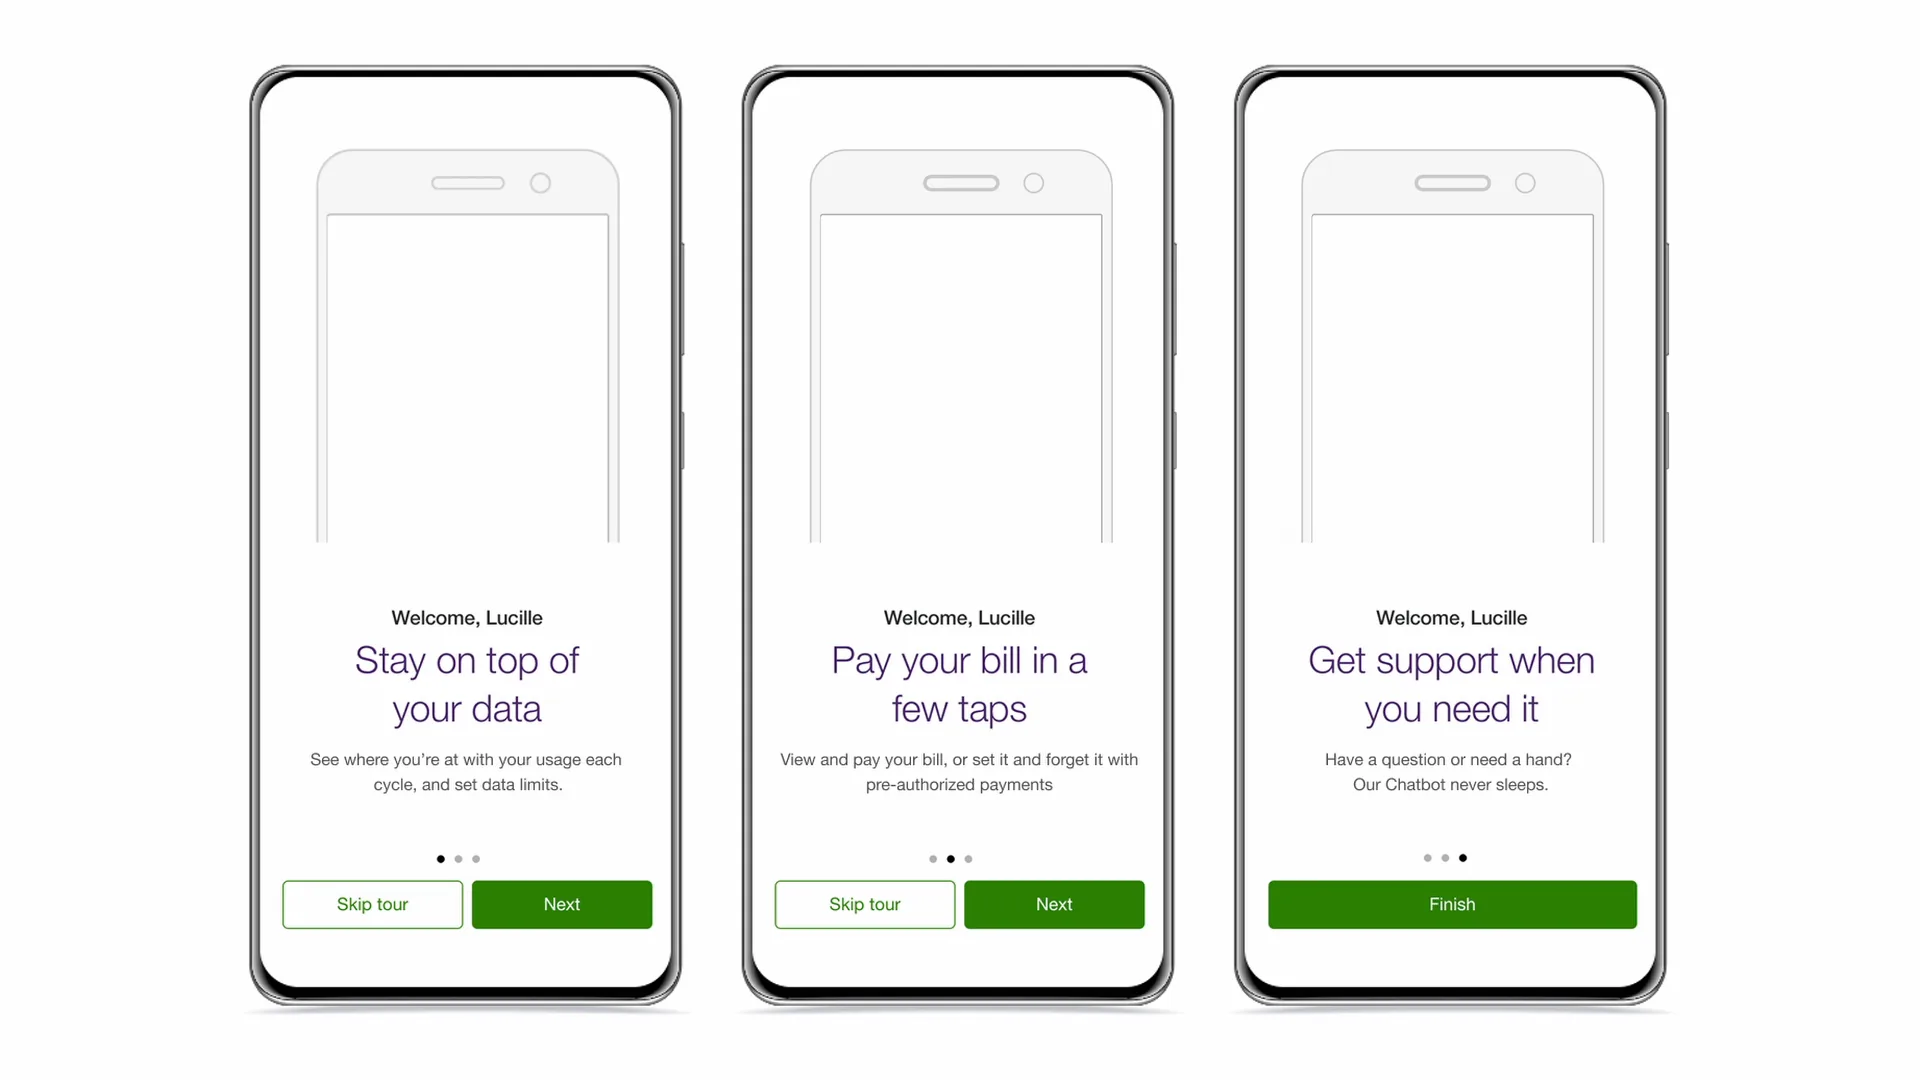 Welcome, Lucille
Stay on top of
your data
See where you’re at with your usage each
cycle, and set data limits.
Skip tour
Next
Welcome, Lucille
Pay your bill in a
few taps
View and pay your bill, or set it and forget it with
pre-authorized payments
Skip tour
Next
Welcome, Lucille
Get support when
you need it
Have a question or need a hand?
Our Chatbot never sleeps.
Finish